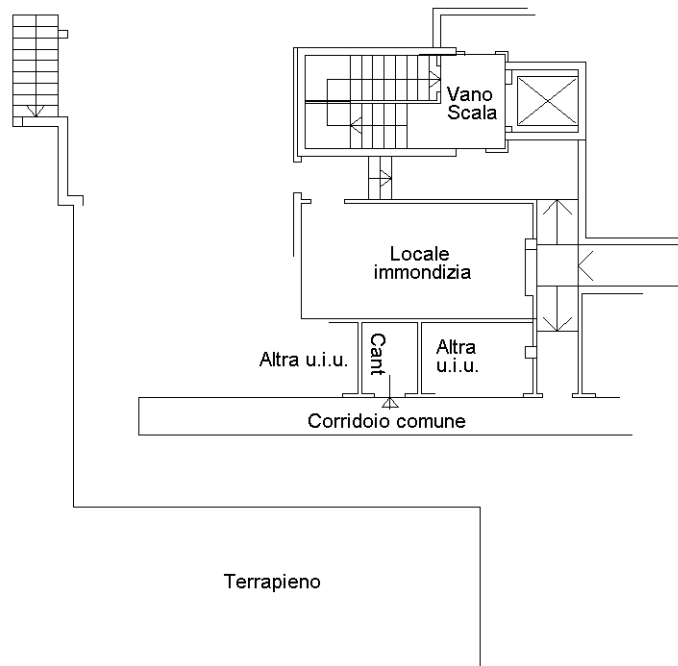 Vano
Scala
Locale
immondizia
Altra u.i.u.
Cant
Altra
u.i.u.
Corridoio comune
Terrapieno